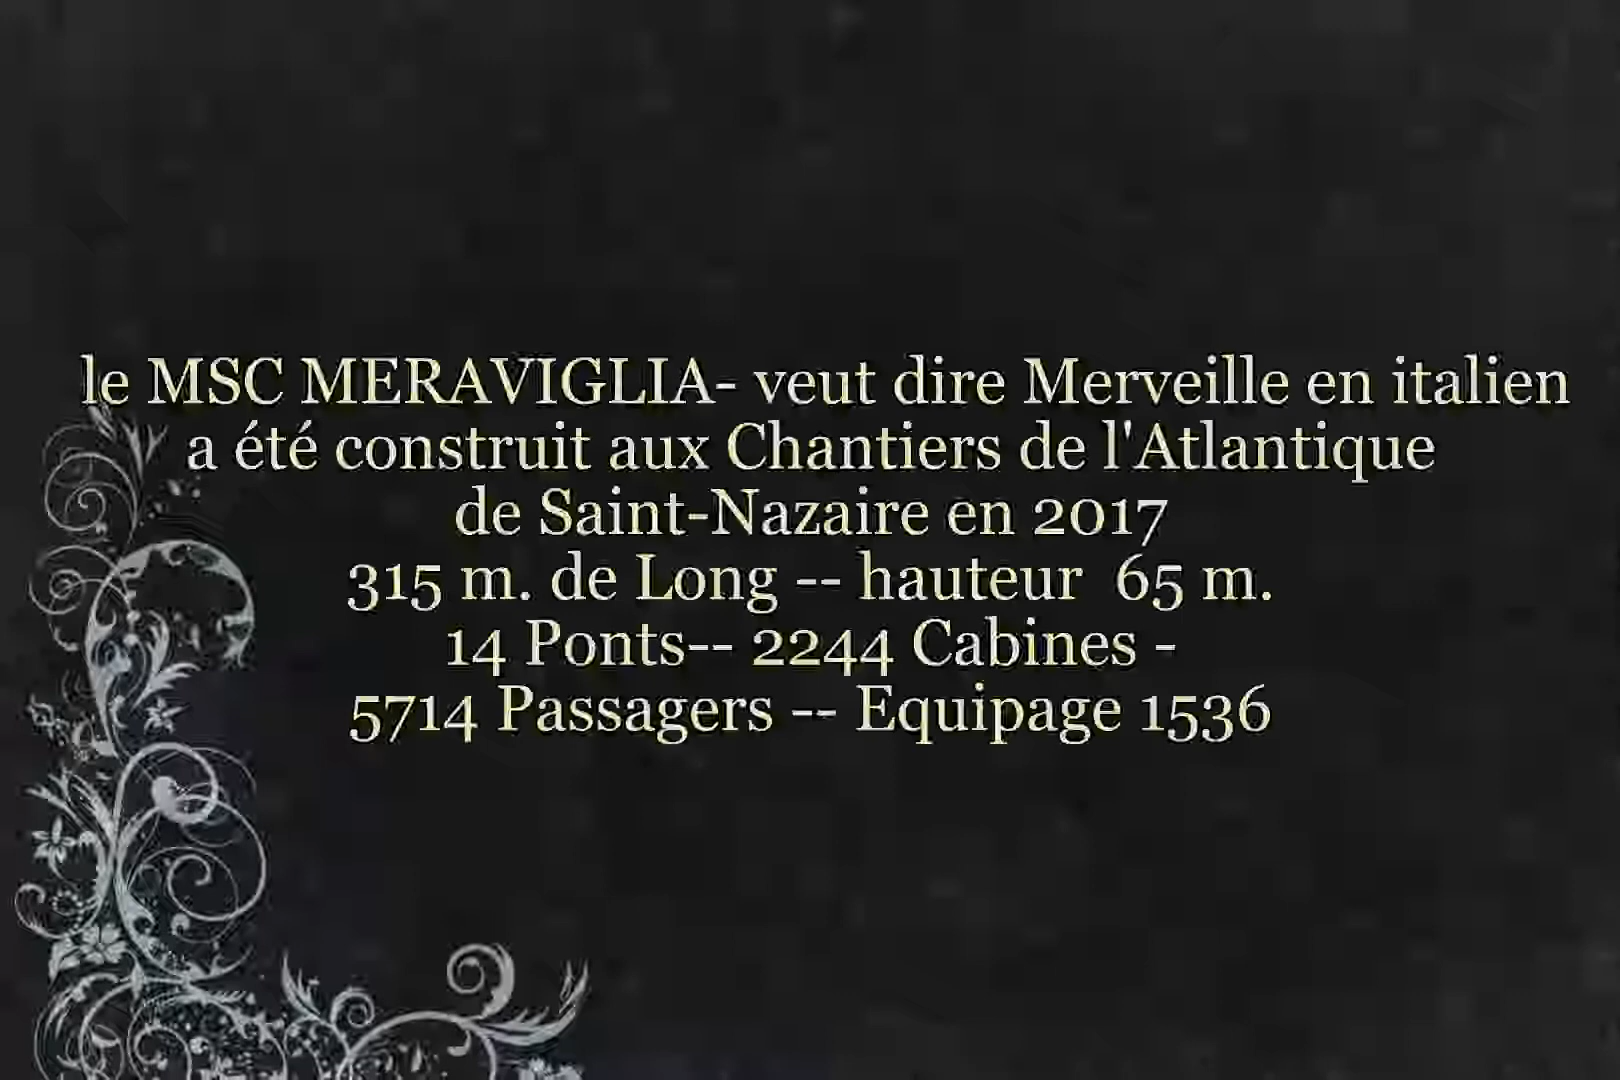 le MSC MERAVIGLIA- veut dire Merveille en italien
a été construit aux Chantiers de l'Atlantique
de Saint-Nazaire en 2017
315 m. de Long -- hauteur  65 m.
14 Ponts-- 2244 Cabines -
5714 Passagers -- Equipage 1536